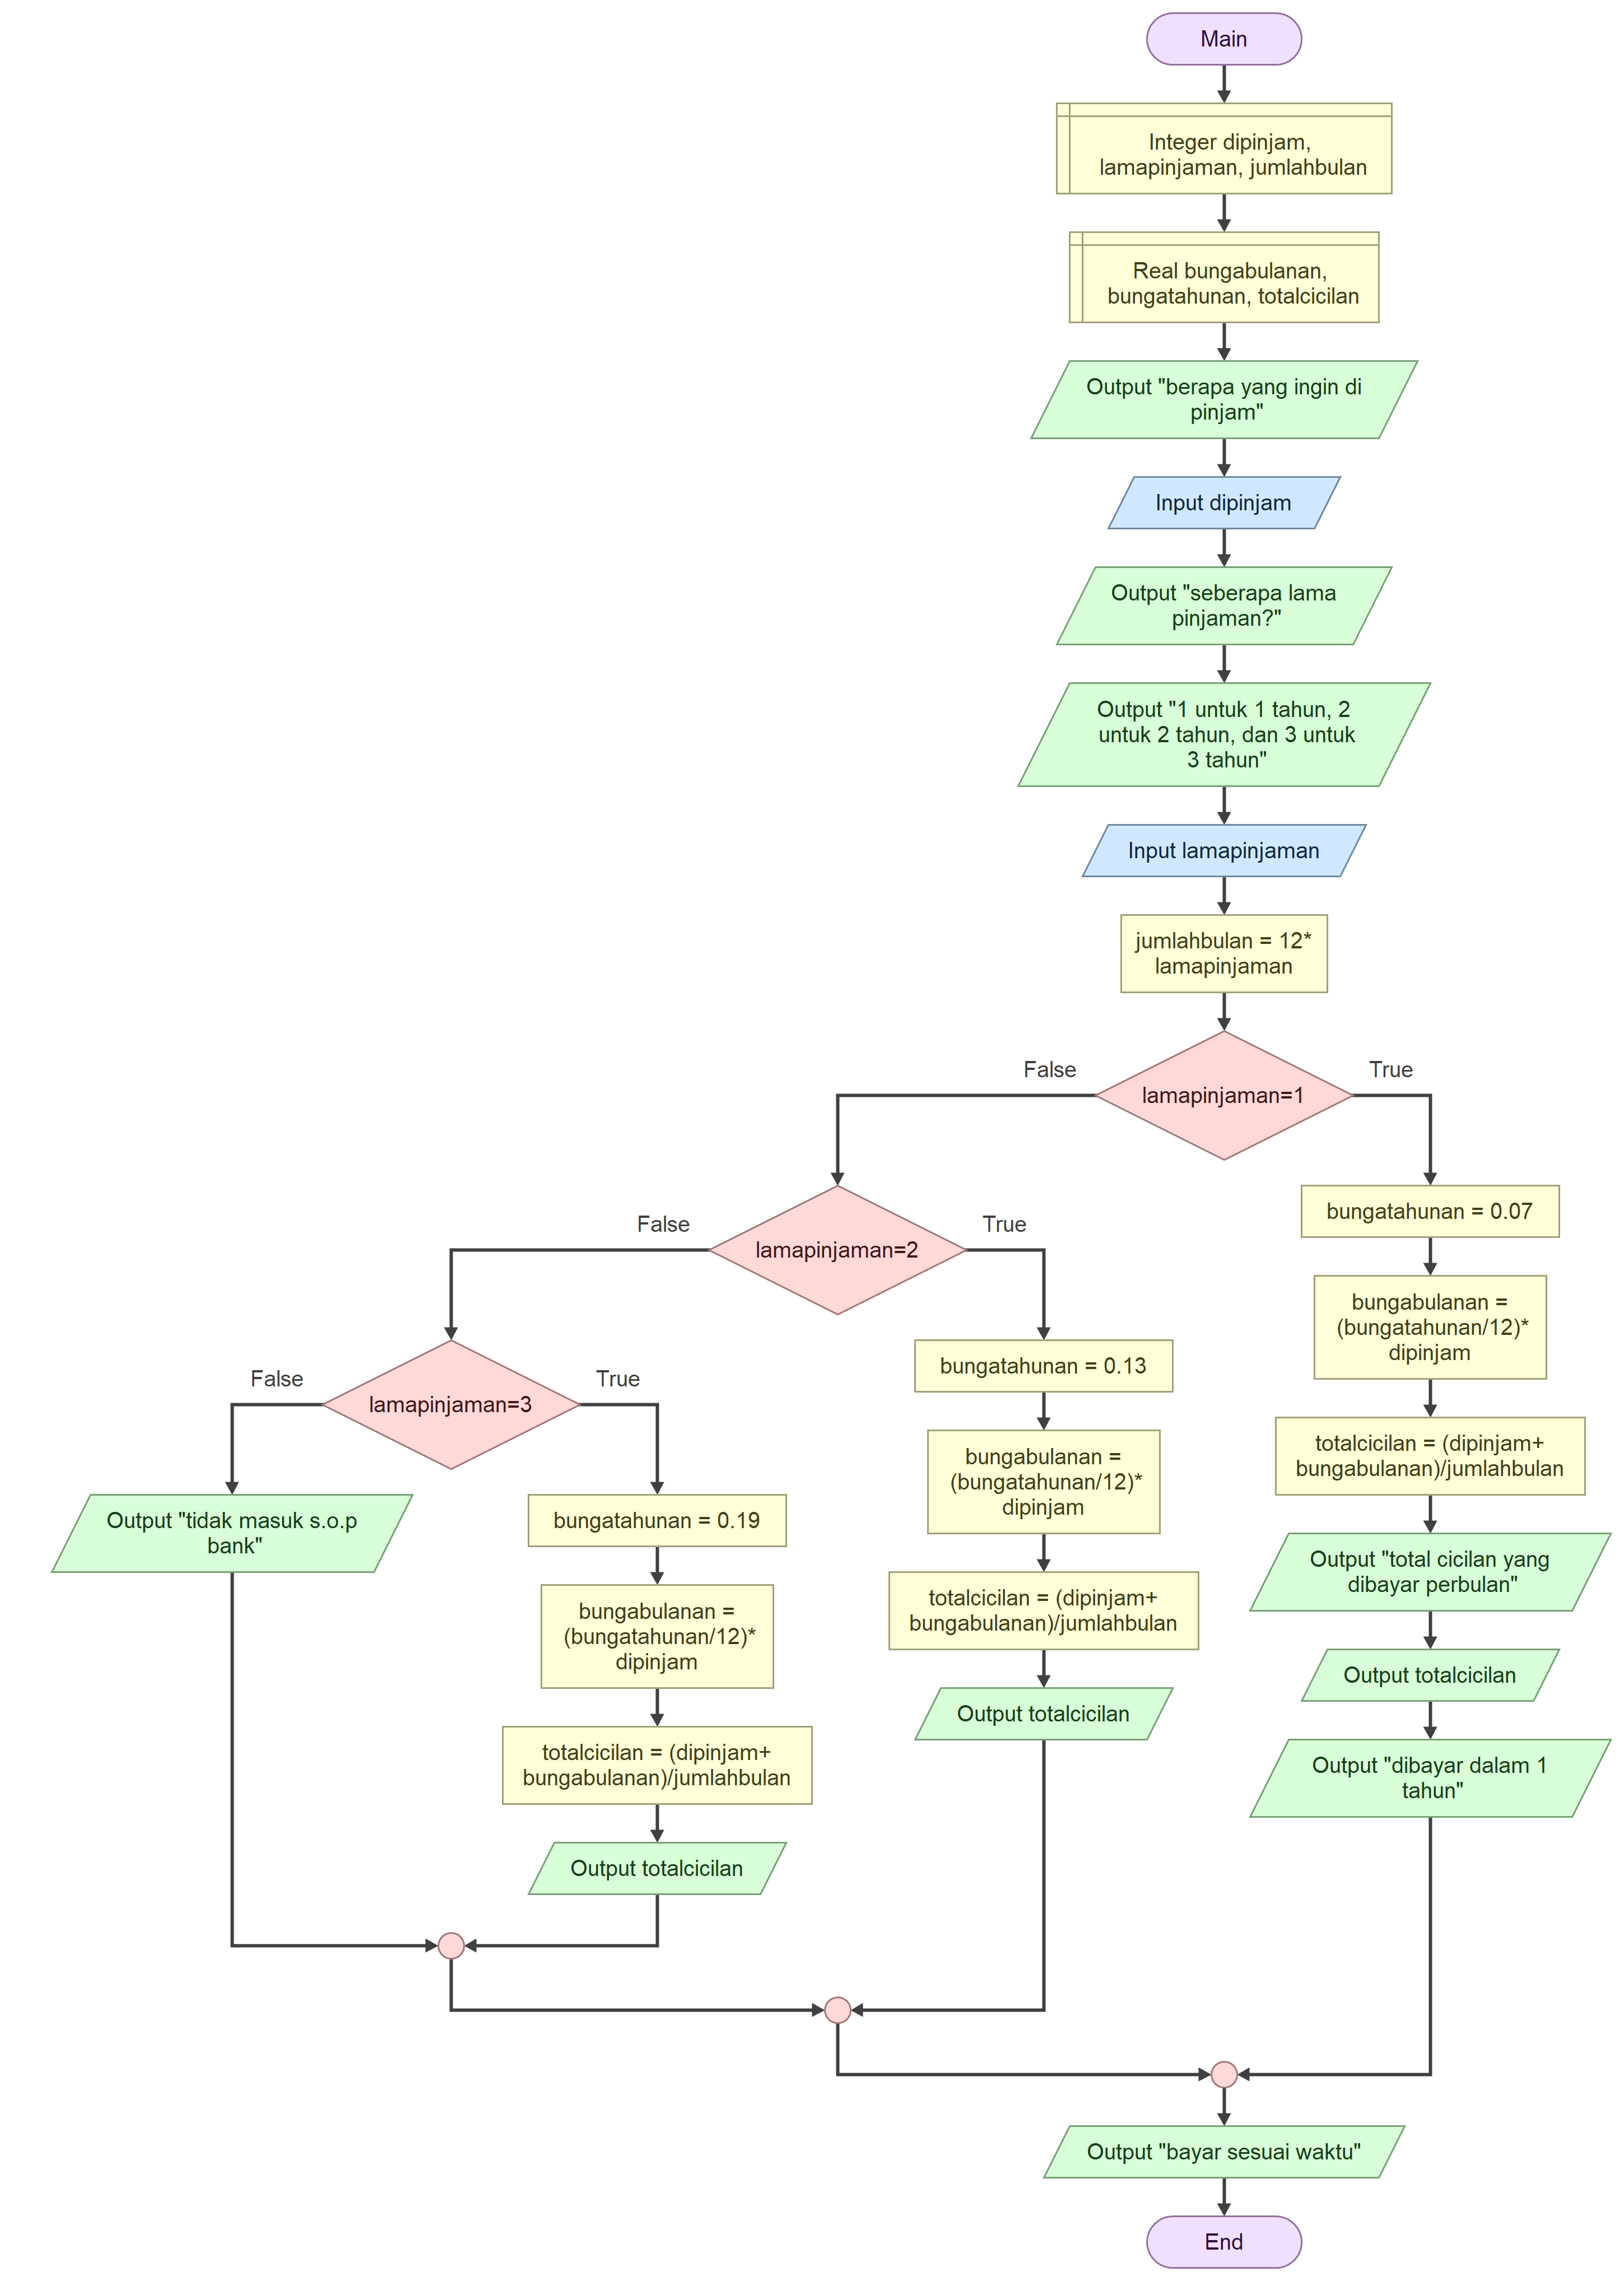 Main
Integer dipinjam,
lamapinjaman, jumlahbulan
Real bungabulanan,
bungatahunan, totalcicilan
Output "berapa yang ingin di
pinjam"
Input dipinjam
Output "seberapa lama
pinjaman?"
Output "1 untuk 1 tahun, 2
untuk 2 tahun, dan 3 untuk
3 tahun"
Input lamapinjaman
jumlahbulan = 12*
lamapinjaman
False
True
lamapinjaman=1
bungatahunan = 0.07
bungabulanan =
(bungatahunan/12)*
dipinjam
totalcicilan = (dipinjam+
bungabulanan)/jumlahbulan
Output "total cicilan yang
dibayar perbulan"
Output totalcicilan
Output "dibayar dalam 1
tahun"
False
True
lamapinjaman=2
bungatahunan = 0.13
bungabulanan =
(bungatahunan/12)*
dipinjam
totalcicilan = (dipinjam+
bungabulanan)/jumlahbulan
Output totalcicilan
False
True
lamapinjaman=3
bungatahunan = 0.19
bungabulanan =
(bungatahunan/12)*
dipinjam
totalcicilan = (dipinjam+
bungabulanan)/jumlahbulan
Output totalcicilan
Output "tidak masuk s.o.p
bank"
Output "bayar sesuai waktu"
End